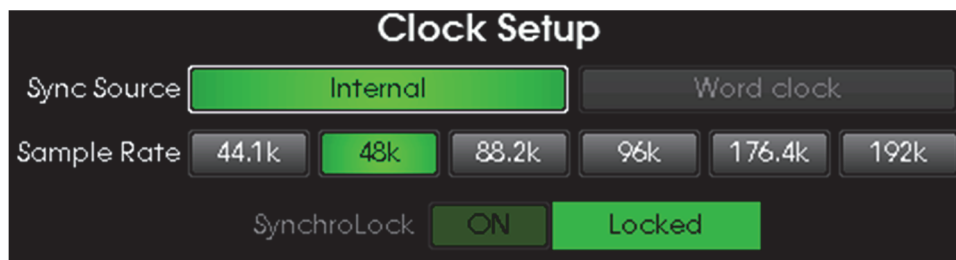 Clock Setup
Sync Source Internal Word clock
Sample Rate 44.1k 48k 88.2k 96k 176.4k 192k
SynchroLock ON Locked